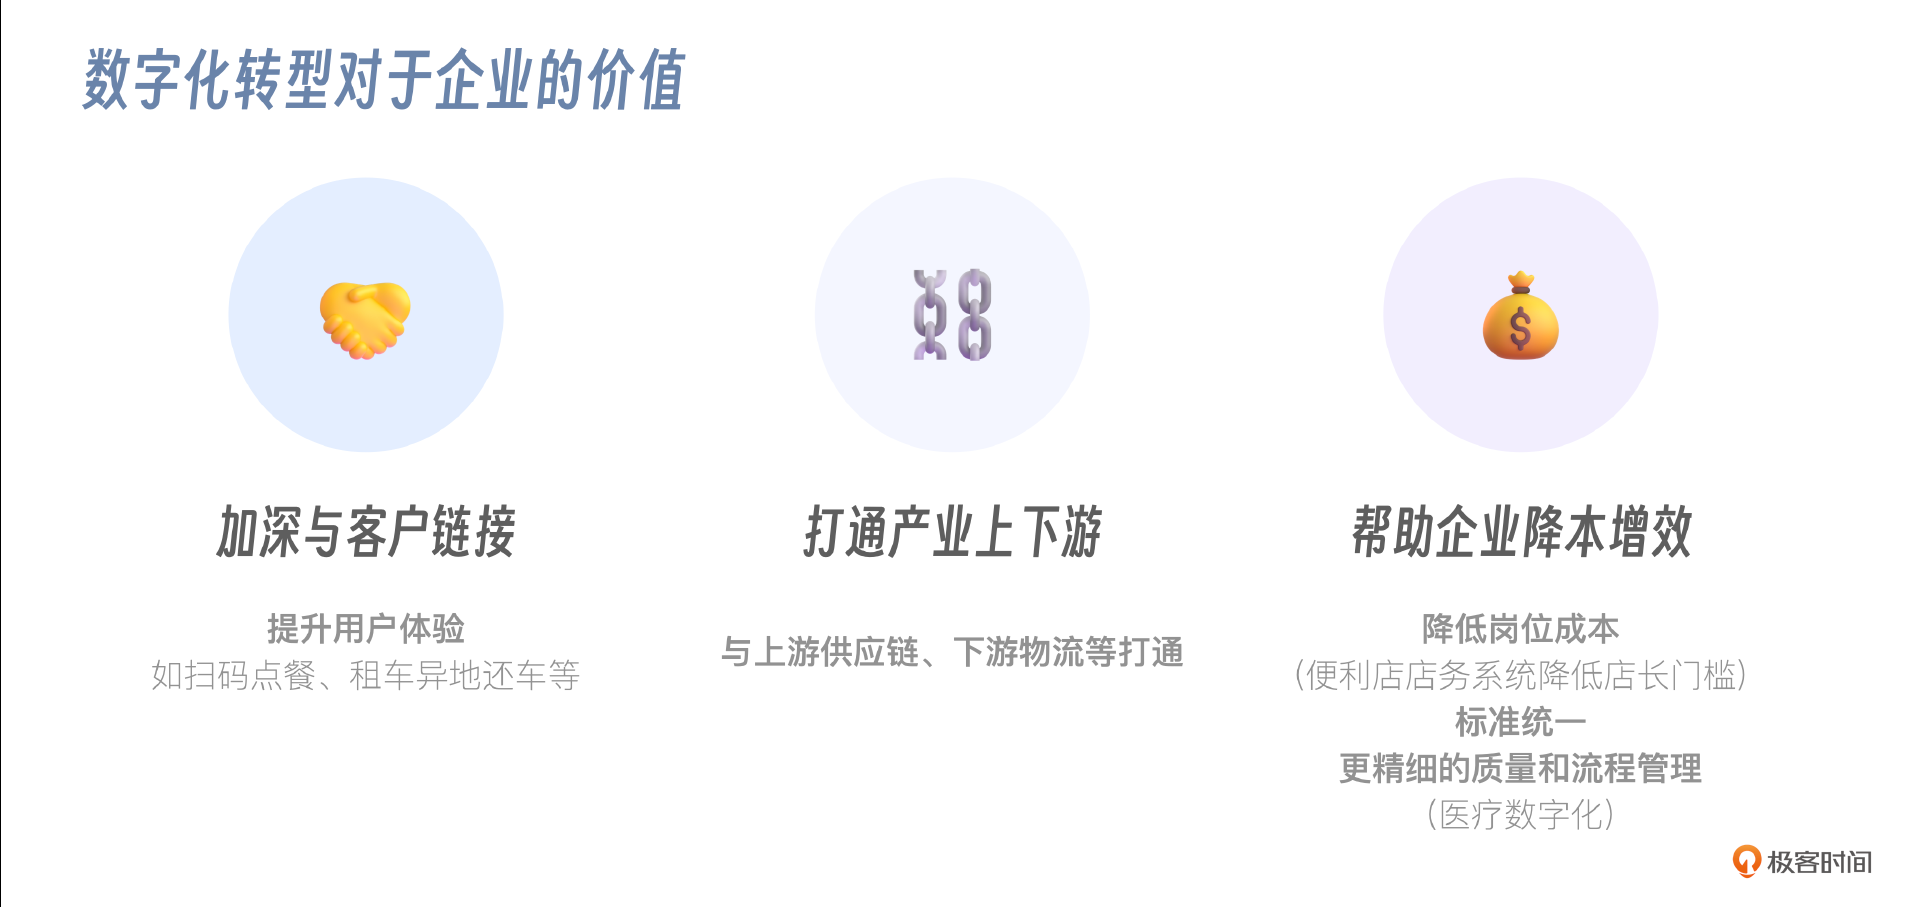 数字化转型对于企业的价值
加深与客户链接
提升用户体验
如扫码点餐、租车异地还车等
打通产业上下游
与上游供应链、下游物流等打通
$
帮助企业降本增效
降低岗位成本
(便利店店务系统降低店长门槛)
标准统一
更精细的质量和流程管理
(医疗数字化)
极客时间